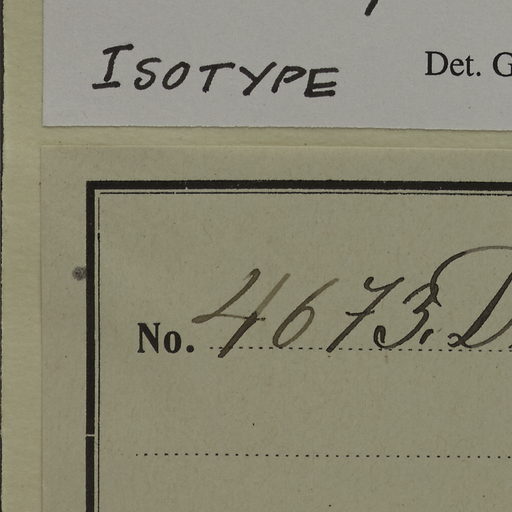 ISOTYPE Det. G
No. 4673. D